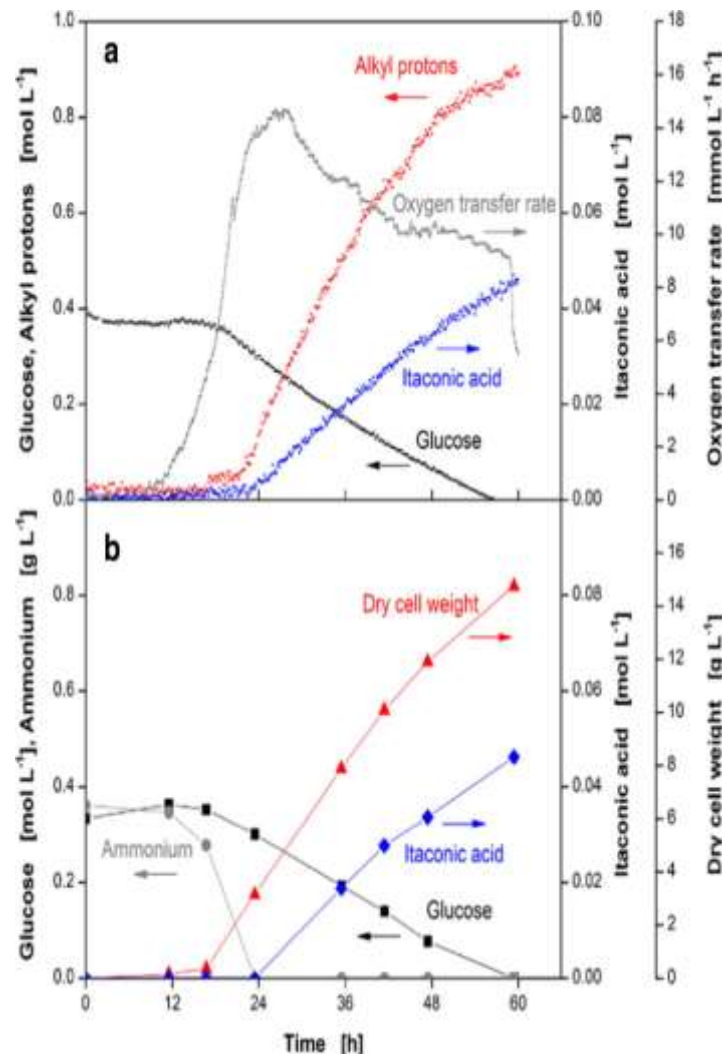 a
Glucose, Alkyl protons [mol L⁻¹]
1.0
0.8
0.6
0.4
0.2
0.0
Alkyl protons
Oxygen transfer rate
Itaconic acid
Glucose
0.10
0.08
0.06
0.04
0.02
0.00
Itaconic acid [mol L⁻¹]
18
16
14
12
10
8
6
4
2
0
Oxygen transfer rate [mmol L⁻¹ h⁻¹]
b
Glucose [mol L⁻¹], Ammonium [g L⁻¹]
0.8
0.6
0.4
0.2
0.0
Dry cell weight
Ammonium
Itaconic acid
Glucose
0.08
0.06
0.04
0.02
0.00
Itaconic acid [mol L⁻¹]
16
14
12
10
8
6
4
2
0
Dry cell weight [g L⁻¹]
0 12 24 36 48 60
Time [h]